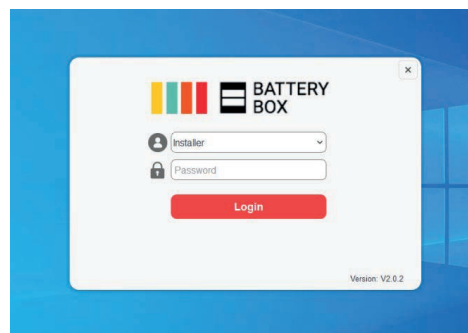 ×
BATTERY
BOX
Installer
Password
Login
Version: V2.0.2